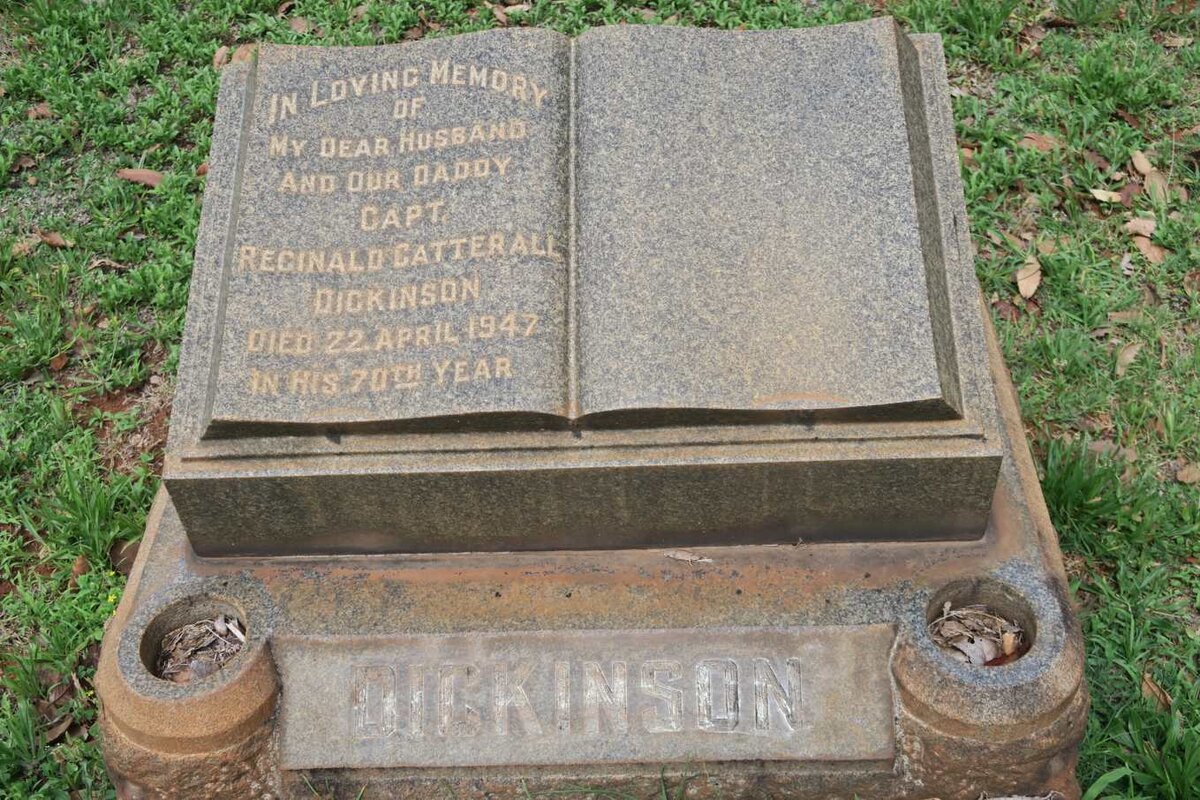 IN LOVING MEMORY
OF
MY DEAR HUSBAND
AND OUR DADDY
CAPT.
REGINALD CATTERALL
DICKINSON
DIED 22 APRIL 1947
IN HIS 70TH YEAR
DICKINSON